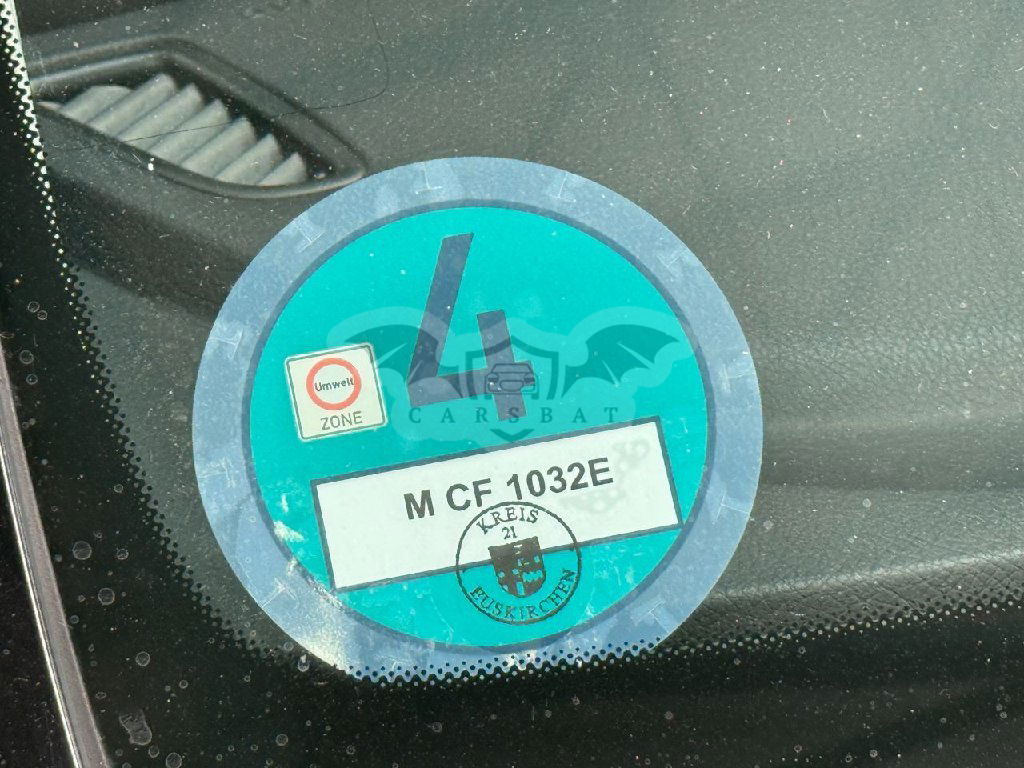 4
Umwelt
ZONE
CARSBAT
M CF 1032E
KREIS
21
EUSKIRCHEN